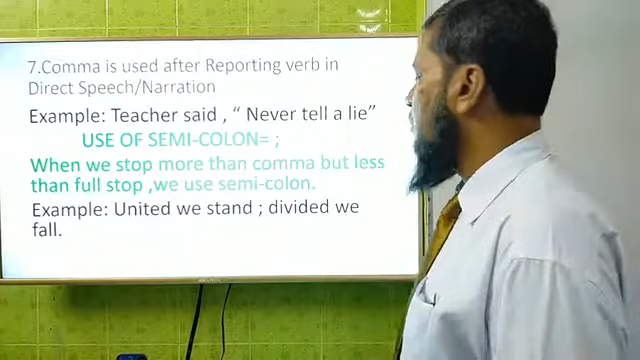 7.Comma is used after Reporting verb in
Direct Speech/Narration
Example: Teacher said , “ Never tell a lie”
USE OF SEMI-COLON= ;
When we stop more than comma but less
than full stop ,we use semi-colon.
Example: United we stand ; divided we
fall.